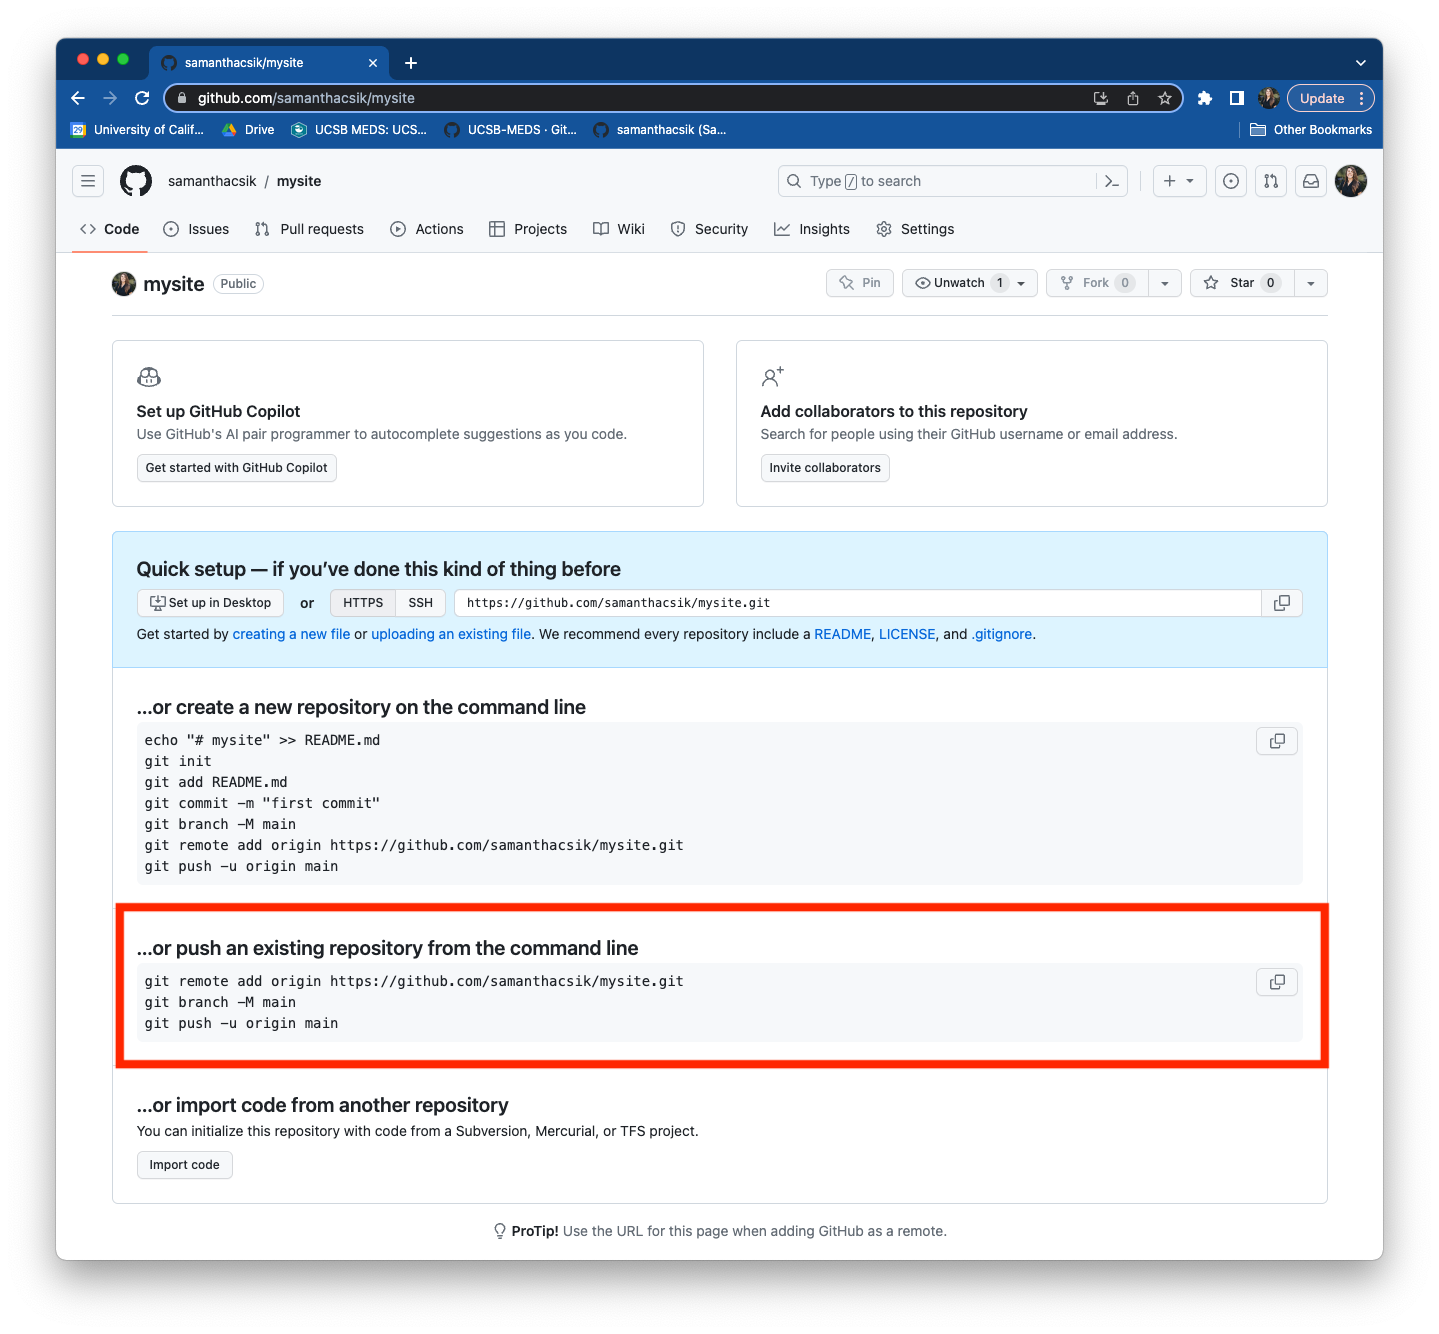 samanthacsik/mysite
github.com/samanthacsik/mysite
Update
29 University of Calif... Drive UCSB MEDS: UCS... UCSB-MEDS · Git... samanthacsik (Sa... Other Bookmarks
samanthacsik / mysite
Type / to search
Code Issues Pull requests Actions Projects Wiki Security Insights Settings
mysite Public
Pin Unwatch 1 Fork 0 Star 0
Set up GitHub Copilot
Use GitHub's AI pair programmer to autocomplete suggestions as you code.
Get started with GitHub Copilot
Add collaborators to this repository
Search for people using their GitHub username or email address.
Invite collaborators
Quick setup — if you’ve done this kind of thing before
Set up in Desktop or HTTPS SSH https://github.com/samanthacsik/mysite.git
Get started by creating a new file or uploading an existing file. We recommend every repository include a README, LICENSE, and .gitignore.
...or create a new repository on the command line
echo "# mysite" >> README.md
git init
git add README.md
git commit -m "first commit"
git branch -M main
git remote add origin https://github.com/samanthacsik/mysite.git
git push -u origin main
...or push an existing repository from the command line
git remote add origin https://github.com/samanthacsik/mysite.git
git branch -M main
git push -u origin main
...or import code from another repository
You can initialize this repository with code from a Subversion, Mercurial, or TFS project.
Import code
ProTip! Use the URL for this page when adding GitHub as a remote.